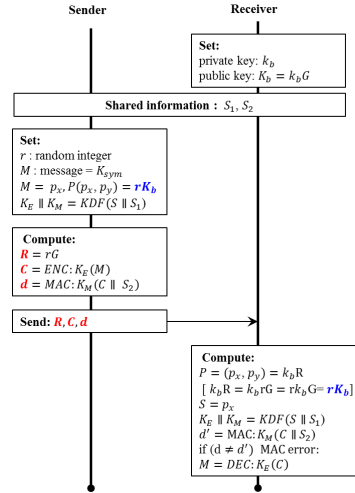 Sender
Receiver
Set:
private key: k_b
public key: K_b = k_bG
Shared information : S_1, S_2
Set:
r : random integer
M : message = K_sym
M = p_x, P(p_x, p_y) = rK_b
K_E ∥ K_M = KDF(S ∥ S_1)
Compute:
R = rG
C = ENC: K_E(M)
d = MAC: K_M(C ∥ S_2)
Send: R, C, d
Compute:
P = (p_x, p_y) = k_bR
[ k_bR = k_brG = rk_bG= rK_b]
S = p_x
K_E ∥ K_M = KDF(S ∥ S_1)
d′ = MAC: K_M(C ∥ S_2)
if (d ≠ d′) MAC error:
M = DEC: K_E(C)